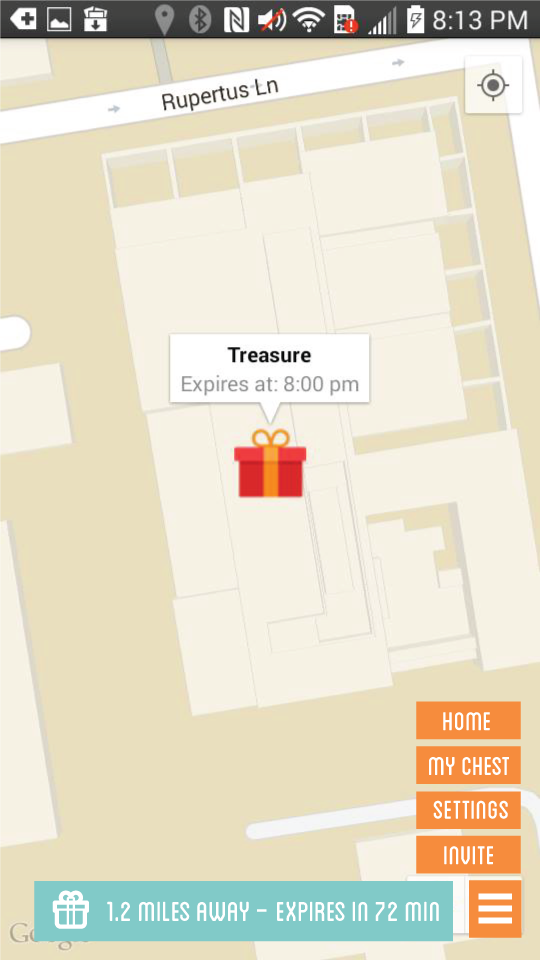 8:13 PM
Rupertus Ln
Treasure
Expires at: 8:00 pm
HOME
MY CHEST
SETTINGS
INVITE
1.2 MILES AWAY – EXPIRES IN 72 MIN
Google